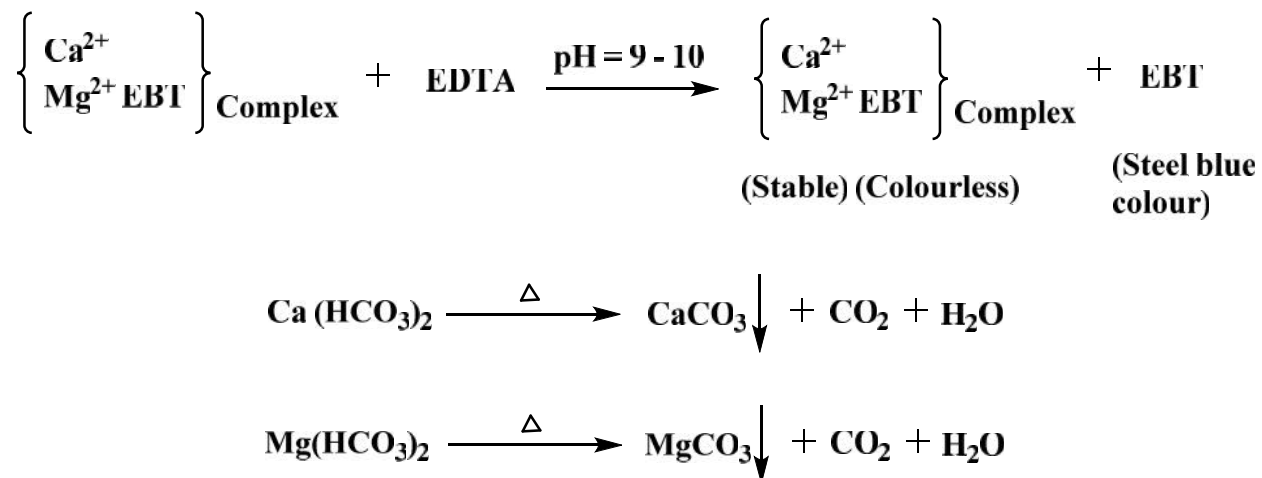 {Ca²⁺ Mg²⁺ EBT} Complex + EDTA pH = 9 - 10 → {Ca²⁺ Mg²⁺ EBT} Complex + EBT
(Stable) (Colourless) (Steel blue colour)
Ca (HCO₃)₂ △ → CaCO₃↓ + CO₂ + H₂O
Mg(HCO₃)₂ △ → MgCO₃↓ + CO₂ + H₂O